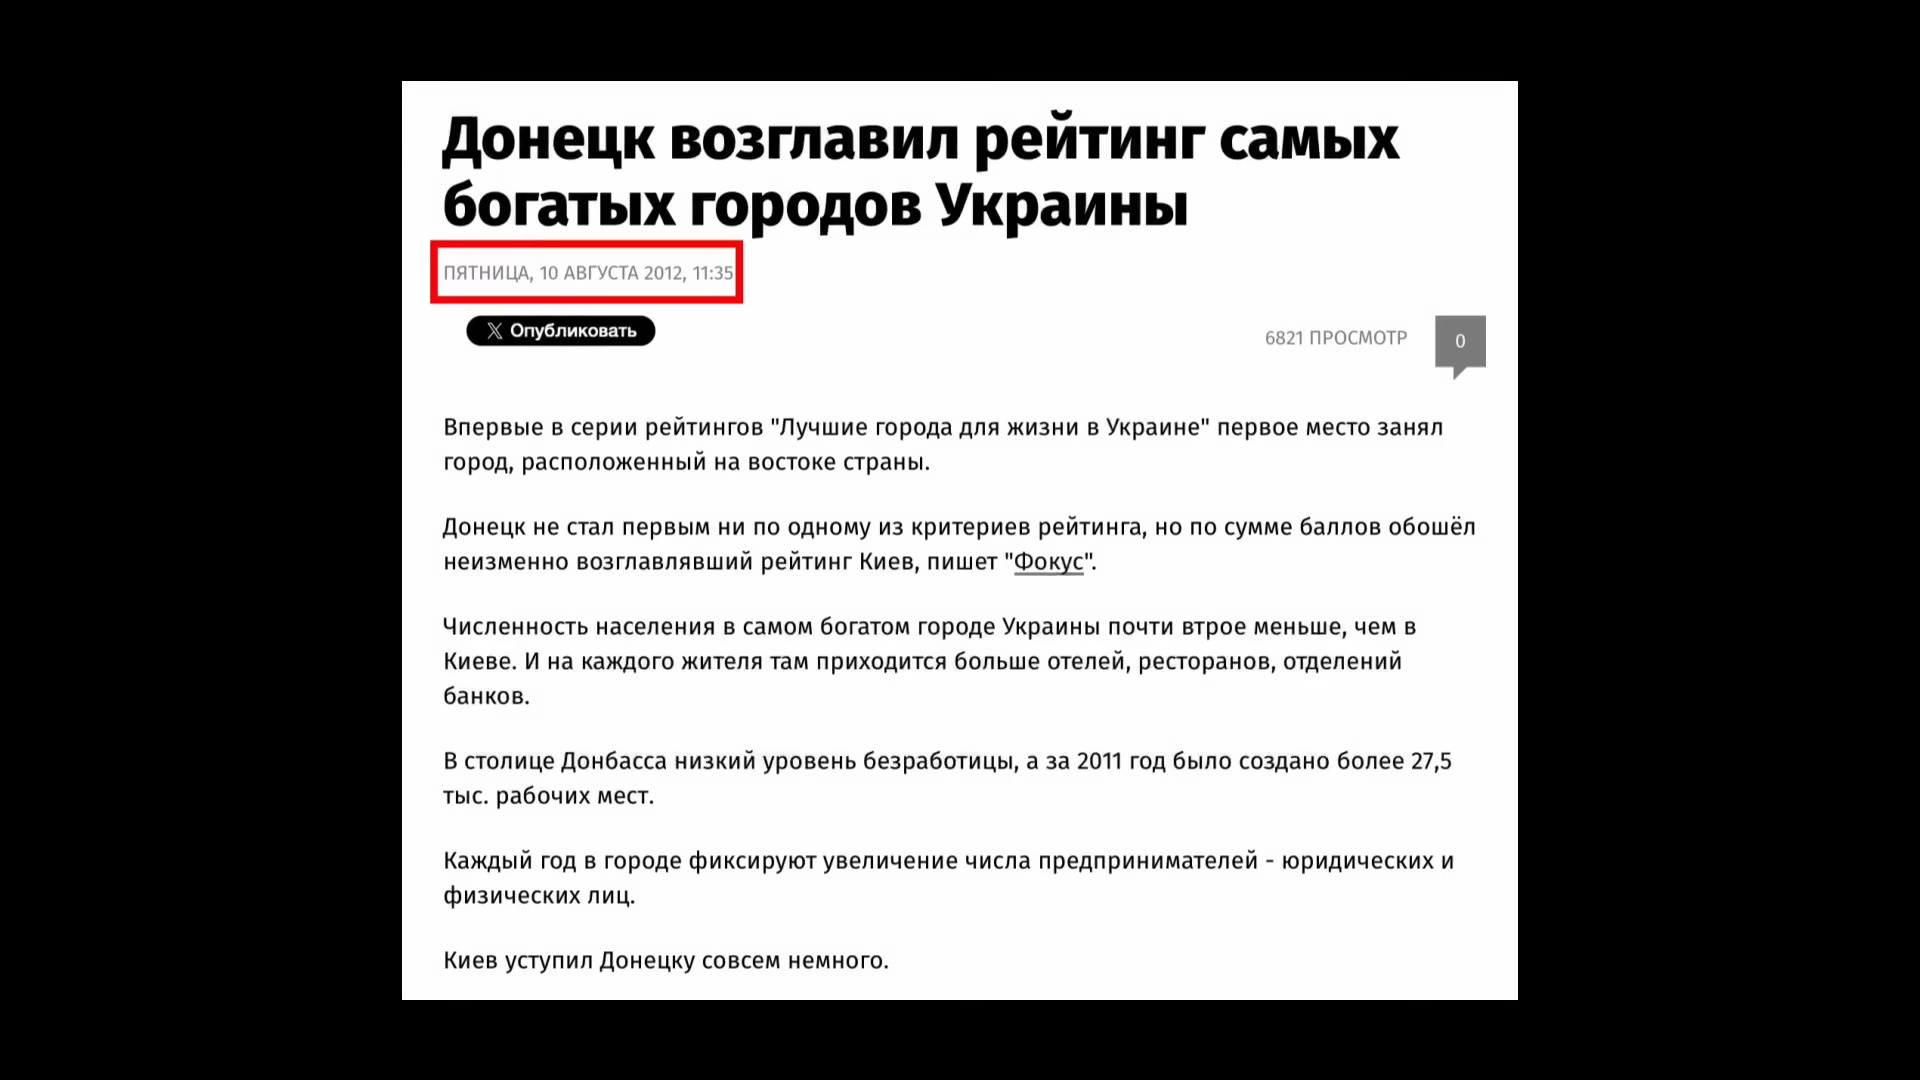 Донецк возглавил рейтинг самых
богатых городов Украины
ПЯТНИЦА, 10 АВГУСТА 2012, 11:35
X Опубликовать
6821 ПРОСМОТР
0
Впервые в серии рейтингов "Лучшие города для жизни в Украине" первое место занял
город, расположенный на востоке страны.
Донецк не стал первым ни по одному из критериев рейтинга, но по сумме баллов обошёл
неизменно возглавлявший рейтинг Киев, пишет "Фокус".
Численность населения в самом богатом городе Украины почти втрое меньше, чем в
Киеве. И на каждого жителя там приходится больше отелей, ресторанов, отделений
банков.
В столице Донбасса низкий уровень безработицы, а за 2011 год было создано более 27,5
тыс. рабочих мест.
Каждый год в городе фиксируют увеличение числа предпринимателей - юридических и
физических лиц.
Киев уступил Донецку совсем немного.